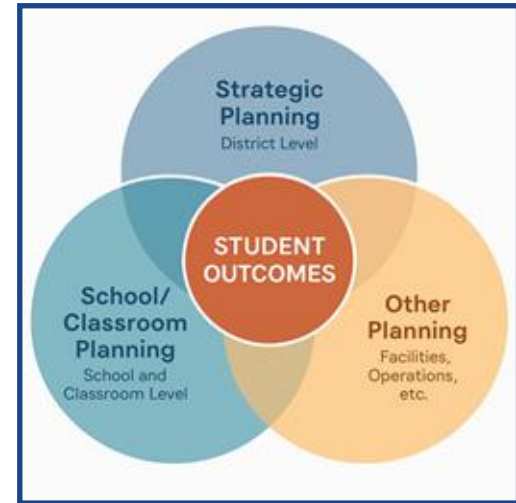 Strategic
Planning
District Level
STUDENT
OUTCOMES
School/
Classroom
Planning
School and
Classroom Level
Other
Planning
Facilities,
Operations,
etc.